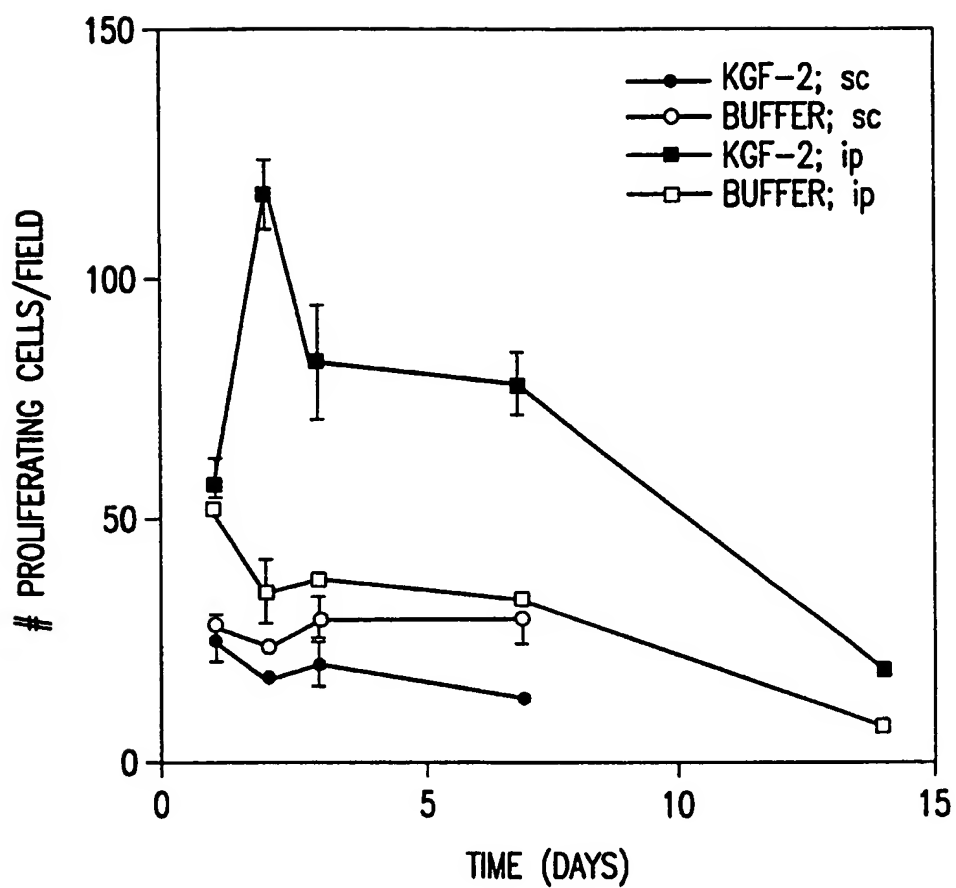 150
KGF-2; sc
BUFFER; sc
KGF-2; ip
BUFFER; ip
100
# PROLIFERATING CELLS/FIELD
50
0
0 5 10 15
TIME (DAYS)